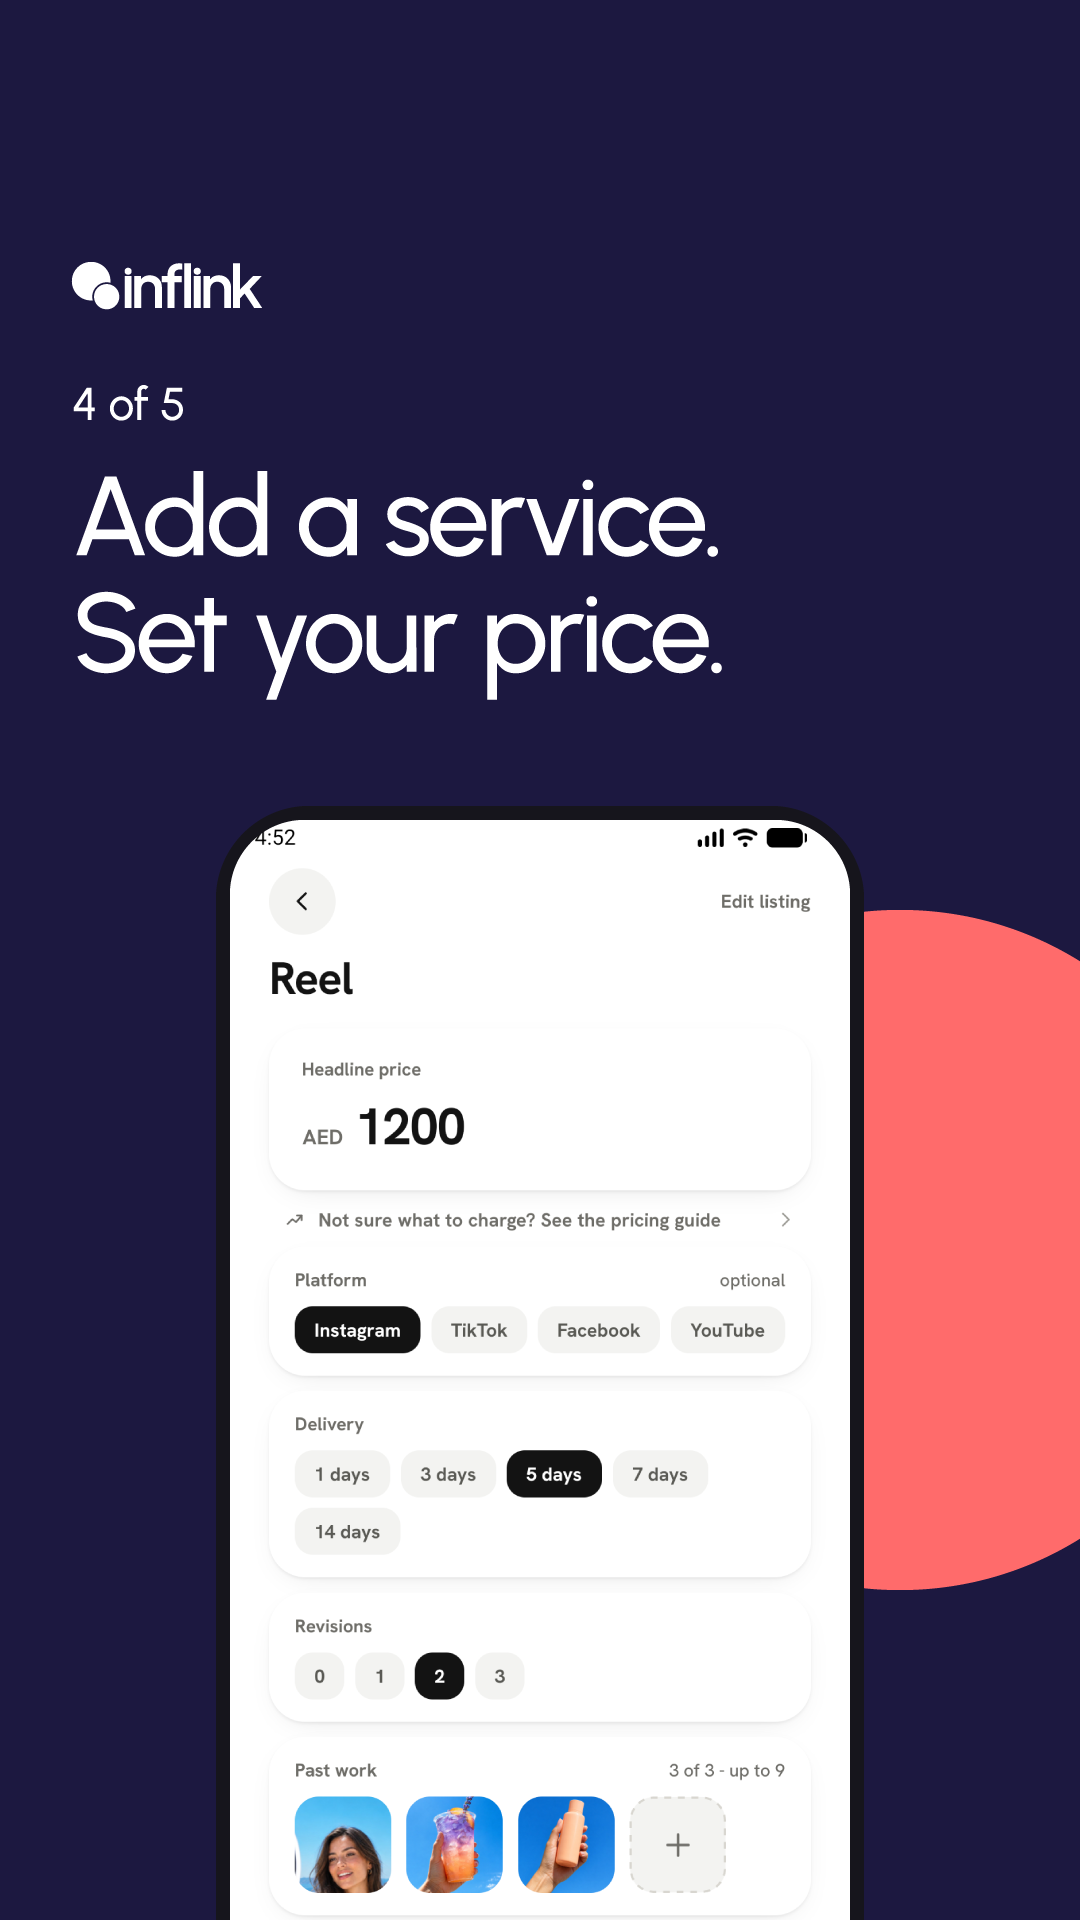 inflink
4 of 5
Add a service.
Set your price.
4:52
Edit listing
Reel
Headline price
AED 1200
Not sure what to charge? See the pricing guide
Platform optional
Instagram TikTok Facebook YouTube
Delivery
1 days 3 days 5 days 7 days
14 days
Revisions
0 1 2 3
Past work 3 of 3 - up to 9